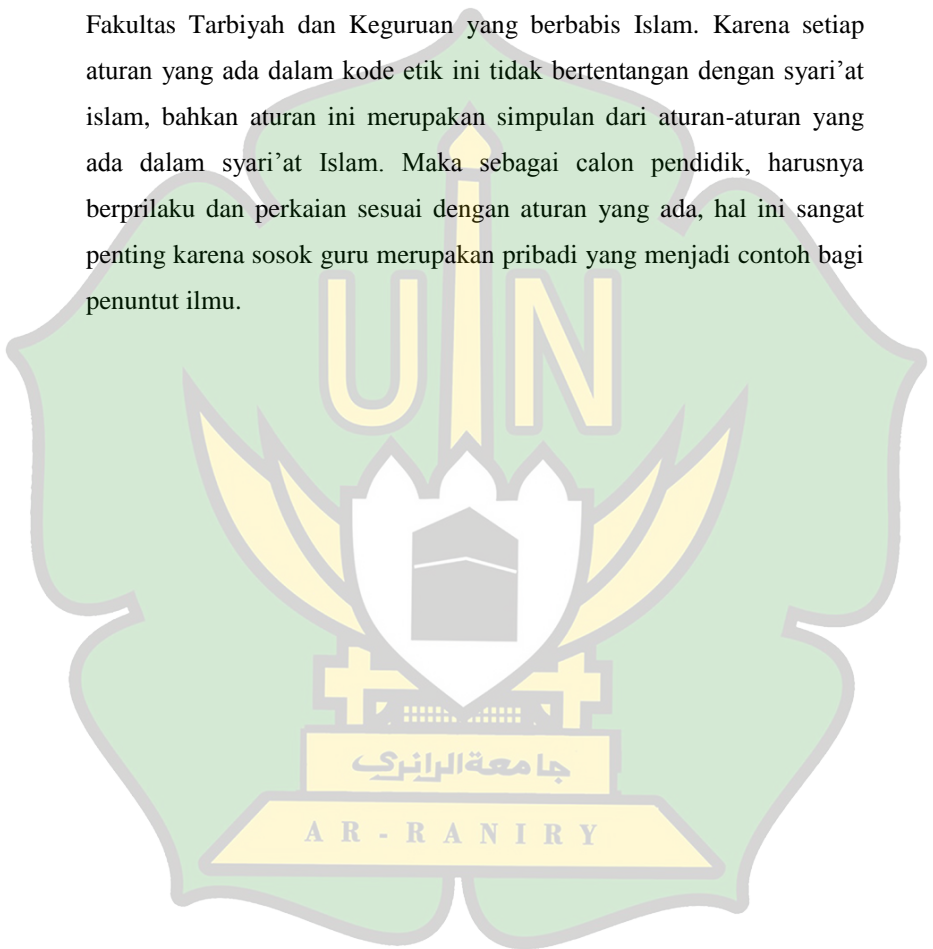 Fakultas Tarbiyah dan Keguruan yang berbabis Islam. Karena setiap
aturan yang ada dalam kode etik ini tidak bertentangan dengan syari’at
islam, bahkan aturan ini merupakan simpulan dari aturan-aturan yang
ada dalam syari’at Islam. Maka sebagai calon pendidik, harusnya
berprilaku dan perkaian sesuai dengan aturan yang ada, hal ini sangat
penting karena sosok guru merupakan pribadi yang menjadi contoh bagi
penuntut ilmu.
UIN
جامعةالرانري
AR-RANIRY